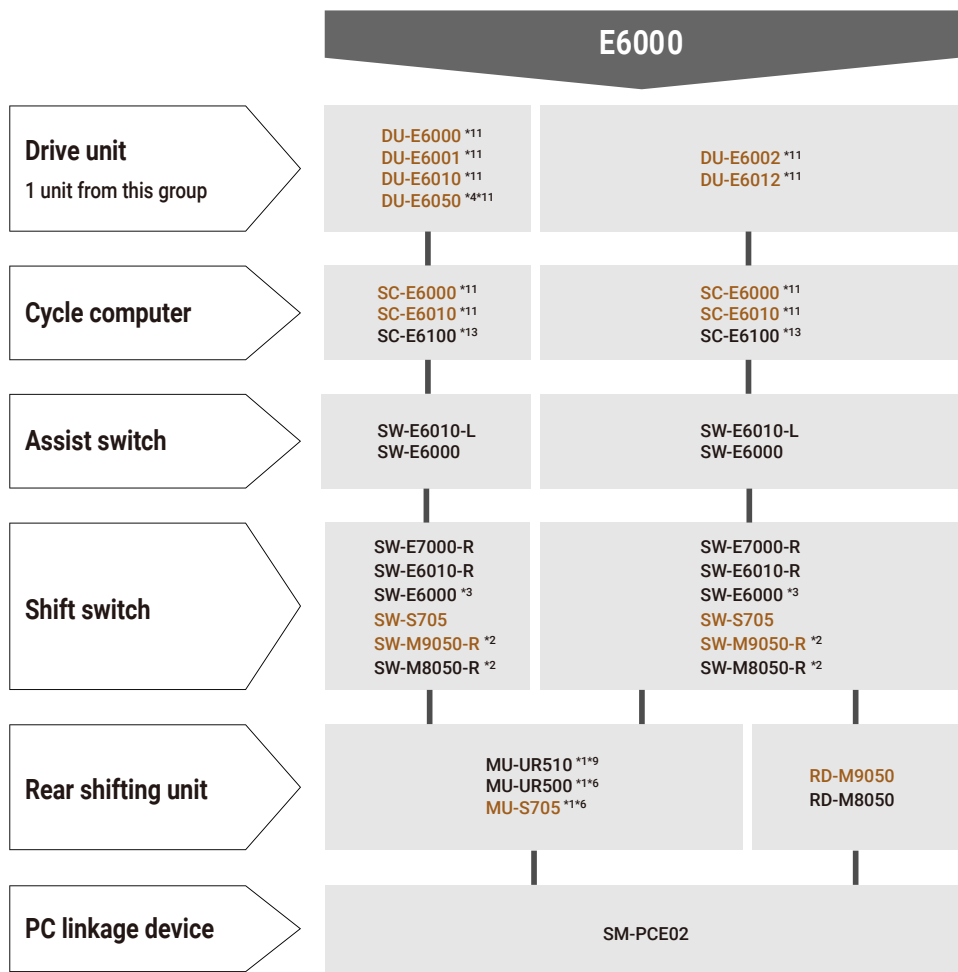 E6000
Drive unit
1 unit from this group
DU-E6000 *11
DU-E6001 *11
DU-E6010 *11
DU-E6050 *4*11
DU-E6002 *11
DU-E6012 *11
Cycle computer
SC-E6000 *11
SC-E6010 *11
SC-E6100 *13
SC-E6000 *11
SC-E6010 *11
SC-E6100 *13
Assist switch
SW-E6010-L
SW-E6000
SW-E6010-L
SW-E6000
Shift switch
SW-E7000-R
SW-E6010-R
SW-E6000 *3
SW-S705
SW-M9050-R *2
SW-M8050-R *2
SW-E7000-R
SW-E6010-R
SW-E6000 *3
SW-S705
SW-M9050-R *2
SW-M8050-R *2
Rear shifting unit
MU-UR510 *1*9
MU-UR500 *1*6
MU-S705 *1*6
RD-M9050
RD-M8050
PC linkage device
SM-PCE02